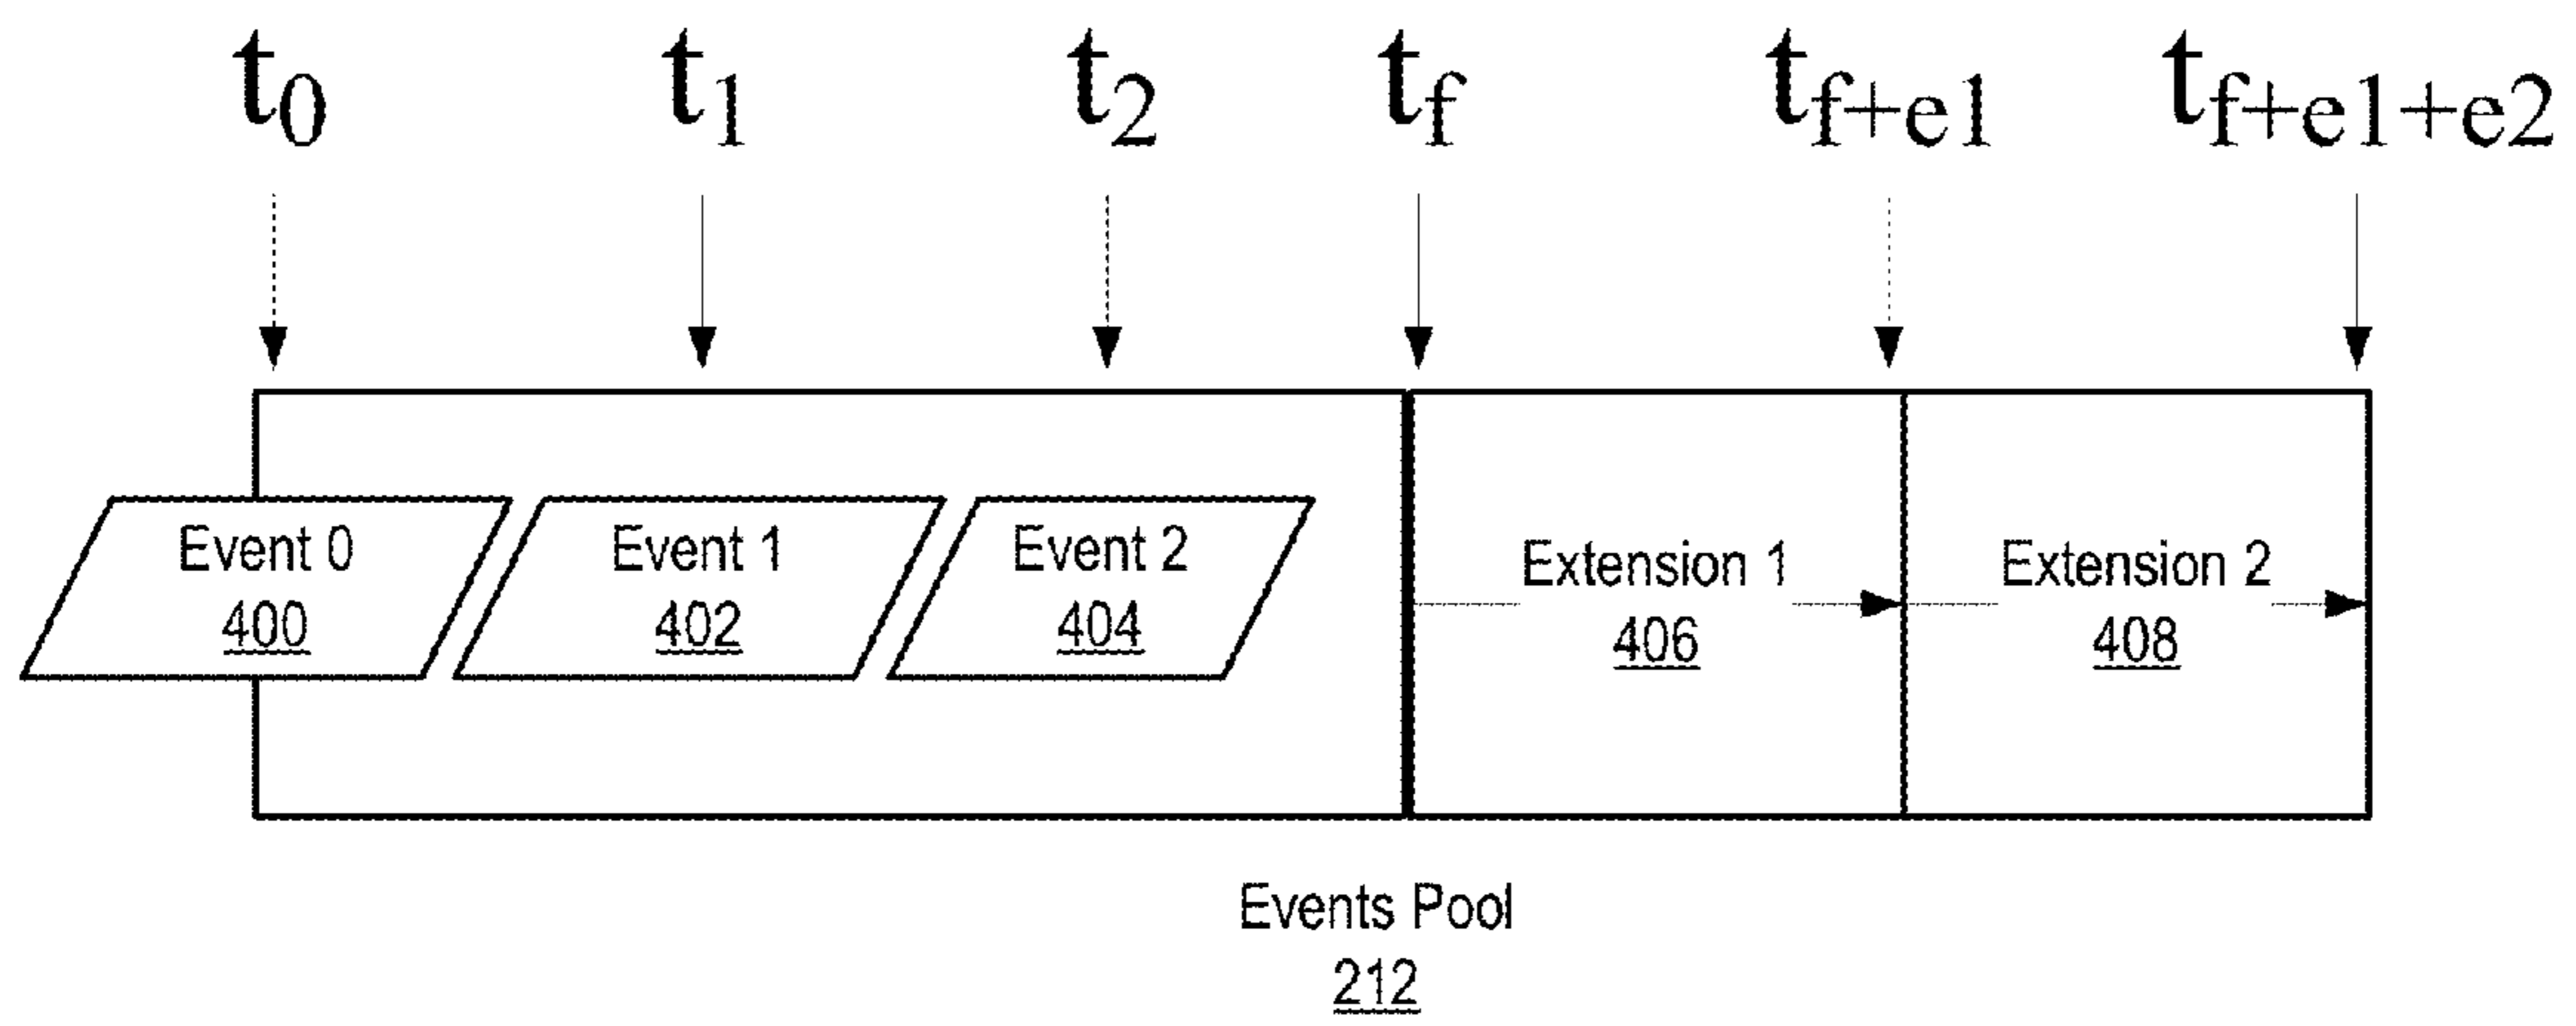 t0 t1 t2 tf tf+e1 tf+e1+e2
Event 0
400
Event 1
402
Event 2
404
Extension 1
406
Extension 2
408
Events Pool
212